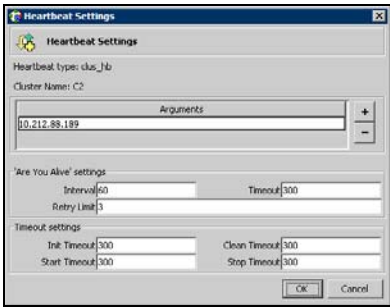 Heartbeat Settings
Heartbeat Settings
Heartbeat type: clus_hb
Cluster Name: C2
Arguments
10.212.88.189
+
-
'Are You Alive' settings
Interval 60 Timeout 300
Retry Limit 3
Timeout settings
Init Timeout 300 Clean Timeout 300
Start Timeout 300 Stop Timeout 300
OK Cancel